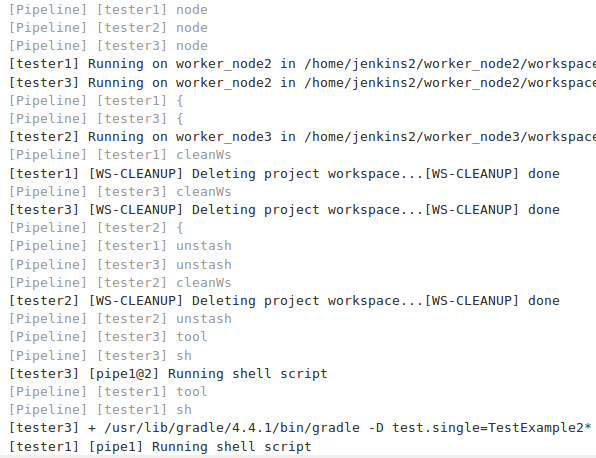 [Pipeline] [tester1] node
[Pipeline] [tester2] node
[Pipeline] [tester3] node
[tester1] Running on worker_node2 in /home/jenkins2/worker_node2/workspace
[tester3] Running on worker_node2 in /home/jenkins2/worker_node2/workspace
[Pipeline] [tester1] {
[Pipeline] [tester3] {
[tester2] Running on worker_node3 in /home/jenkins2/worker_node3/workspace
[Pipeline] [tester1] cleanWs
[tester1] [WS-CLEANUP] Deleting project workspace...[WS-CLEANUP] done
[Pipeline] [tester3] cleanWs
[tester3] [WS-CLEANUP] Deleting project workspace...[WS-CLEANUP] done
[Pipeline] [tester2] {
[Pipeline] [tester1] unstash
[Pipeline] [tester3] unstash
[Pipeline] [tester2] cleanWs
[tester2] [WS-CLEANUP] Deleting project workspace...[WS-CLEANUP] done
[Pipeline] [tester2] unstash
[Pipeline] [tester3] tool
[Pipeline] [tester3] sh
[tester3] [pipe1@2] Running shell script
[Pipeline] [tester1] tool
[Pipeline] [tester1] sh
[tester3] + /usr/lib/gradle/4.4.1/bin/gradle -D test.single=TestExample2*
[tester1] [pipe1] Running shell script